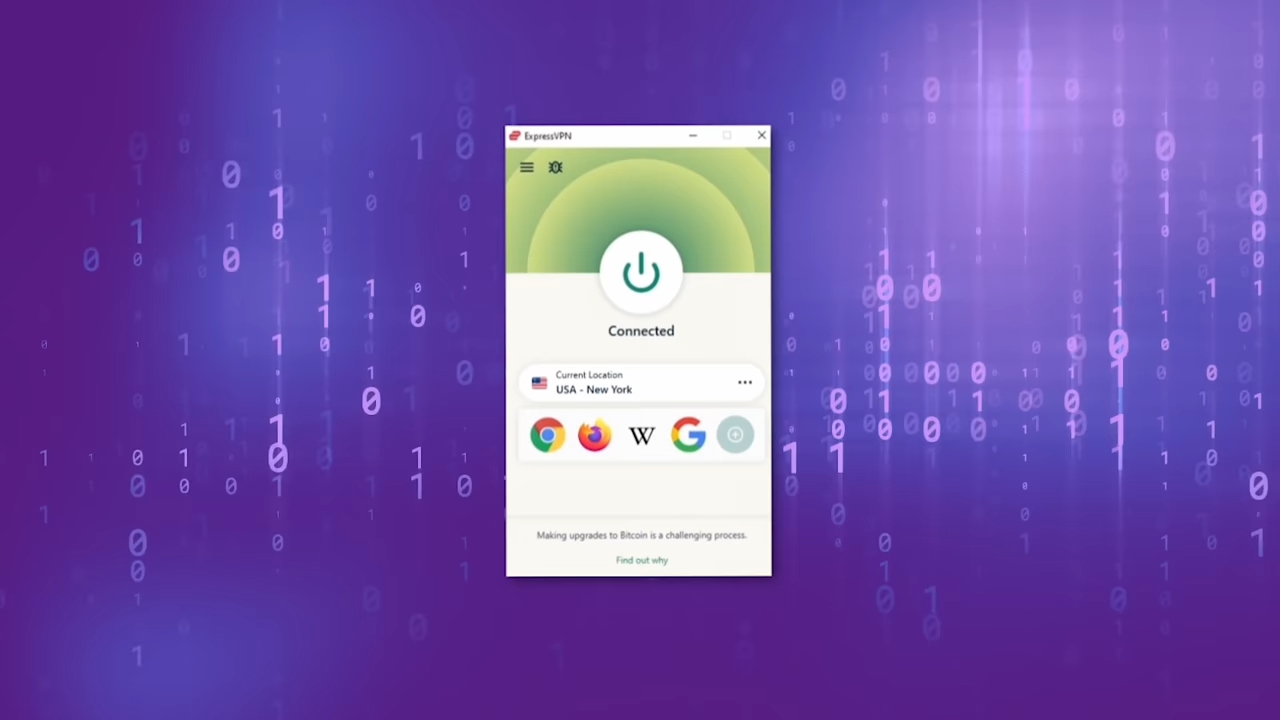 ExpressVPN
Connected
Current Location
USA - New York
W
G
Making upgrades to Bitcoin is a challenging process.
Find out why